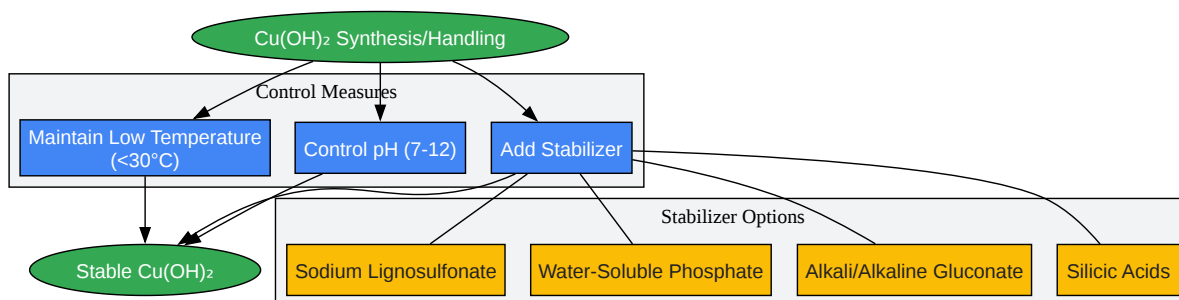 Cu(OH)₂ Synthesis/Handling
Control Measures
Maintain Low Temperature
(<30°C)
Control pH (7-12)
Add Stabilizer
Stabilizer Options
Stable Cu(OH)₂
Sodium Lignosulfonate
Water-Soluble Phosphate
Alkali/Alkaline Gluconate
Silicic Acids